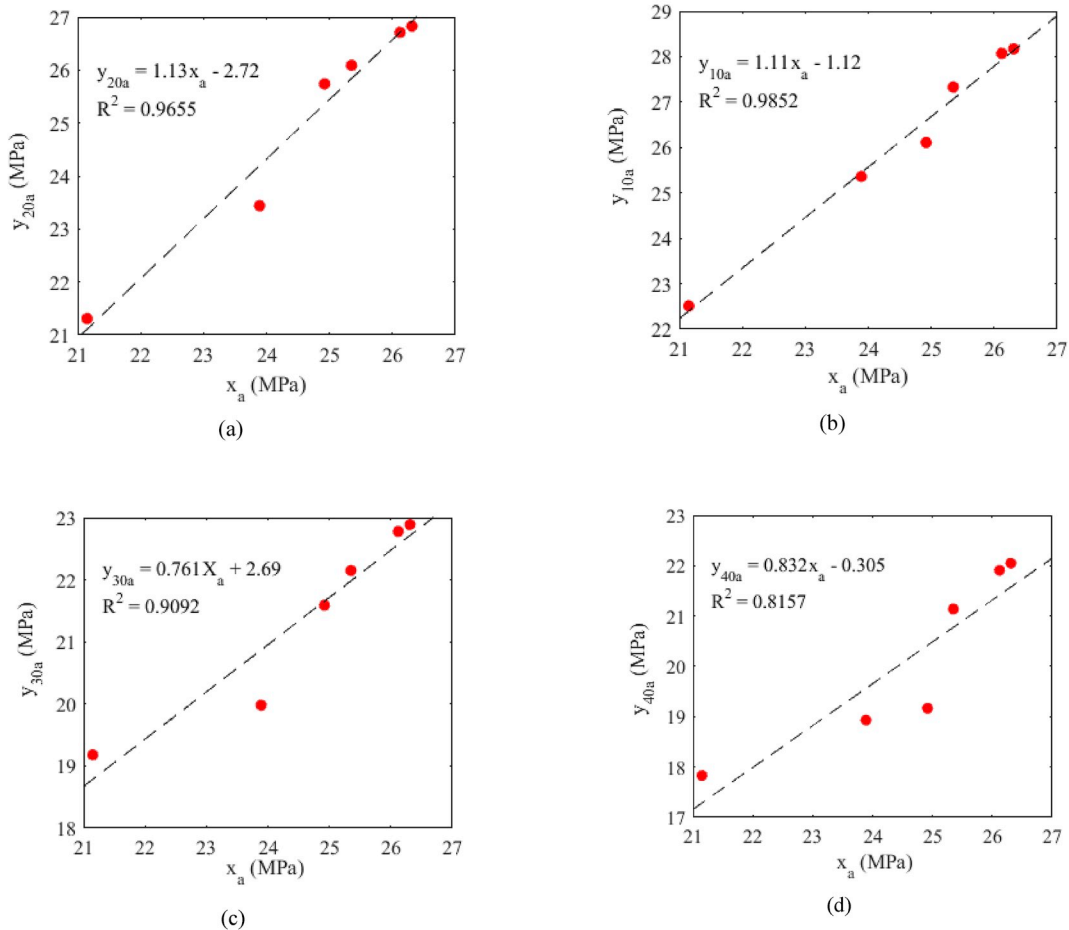 27
26
25
24
23
22
21
y20a (MPa)
y20a = 1.13xa - 2.72
R2 = 0.9655
21 22 23 24 25 26 27
xa (MPa)
(a)
29
28
27
26
25
24
23
22
y10a (MPa)
y10a = 1.11xa - 1.12
R2 = 0.9852
21 22 23 24 25 26 27
xa (MPa)
(b)
23
22
21
20
19
18
y30a (MPa)
y30a = 0.761Xa + 2.69
R2 = 0.9092
21 22 23 24 25 26 27
xa (MPa)
(c)
23
22
21
20
19
18
17
y40a (MPa)
y40a = 0.832xa - 0.305
R2 = 0.8157
21 22 23 24 25 26 27
xa (MPa)
(d)